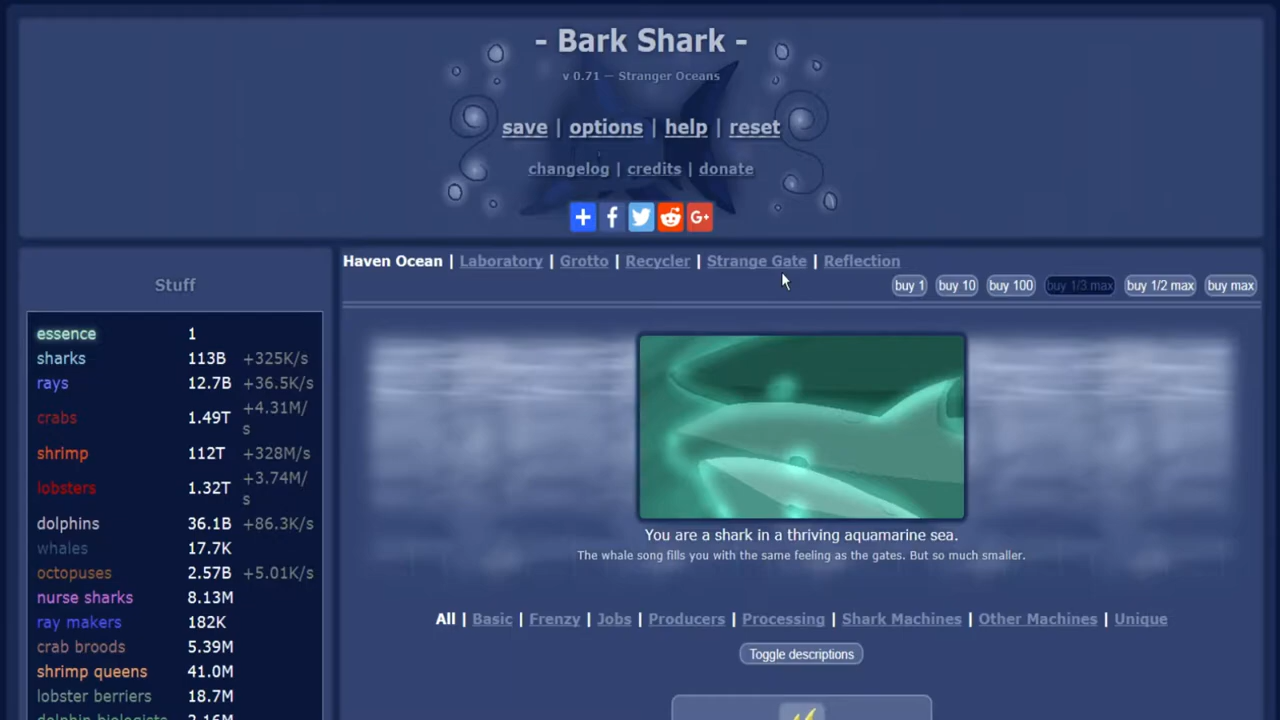 - Bark Shark -
v 0.71 — Stranger Oceans
save | options | help | reset
changelog | credits | donate
G+
Stuff
essence 1
sharks 113B +325K/s
rays 12.7B +36.5K/s
crabs 1.49T +4.31M/
s
shrimp 112T +328M/s
lobsters 1.32T +3.74M/
s
dolphins 36.1B +86.3K/s
whales 17.7K
octopuses 2.57B +5.01K/s
nurse sharks 8.13M
ray makers 182K
crab broods 5.39M
shrimp queens 41.0M
lobster berriers 18.7M
dolphin biologists 2.16M
Haven Ocean | Laboratory | Grotto | Recycler | Strange Gate | Reflection
buy 1 buy 10 buy 100 buy 1/3 max buy 1/2 max buy max
You are a shark in a thriving aquamarine sea.
The whale song fills you with the same feeling as the gates. But so much smaller.
All | Basic | Frenzy | Jobs | Producers | Processing | Shark Machines | Other Machines | Unique
Toggle descriptions